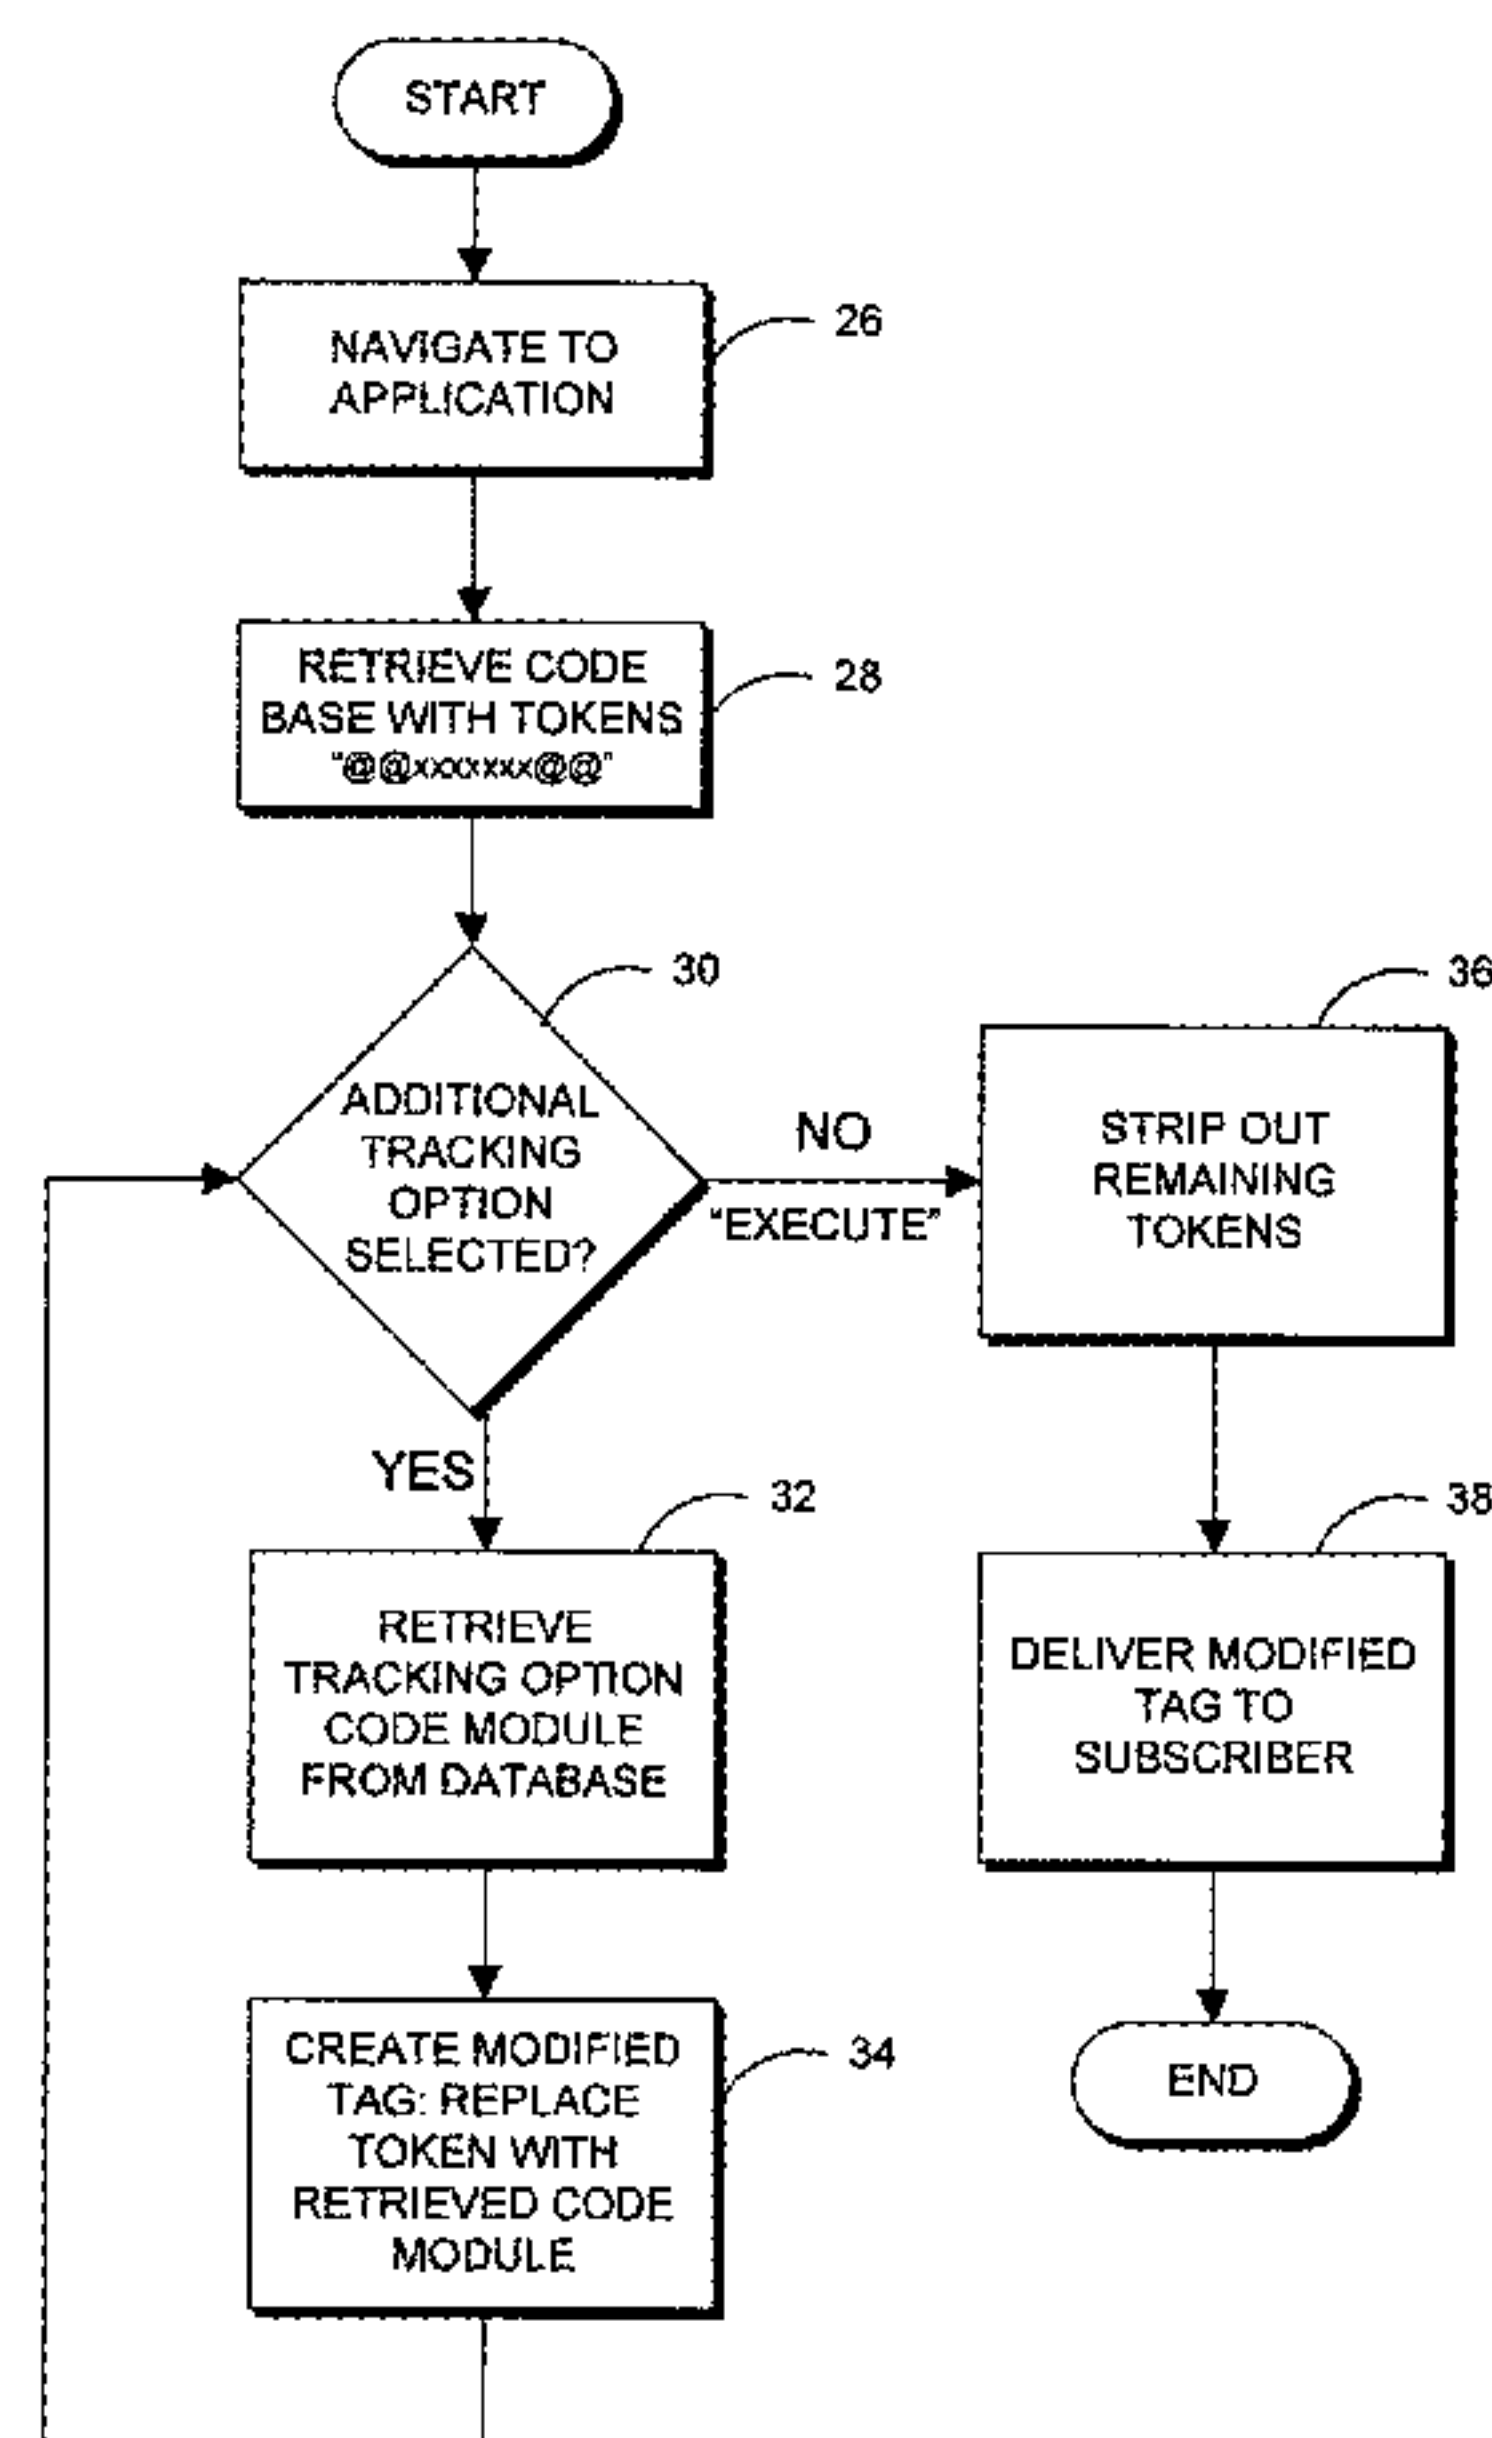 START
NAVIGATE TO
APPLICATION
26
RETRIEVE CODE
BASE WITH TOKENS
"@@xxxxxxx@@"
28
30
ADDITIONAL
TRACKING
OPTION
SELECTED?
NO
"EXECUTE"
36
STRIP OUT
REMAINING
TOKENS
YES
32
RETRIEVE
TRACKING OPTION
CODE MODULE
FROM DATABASE
38
DELIVER MODIFIED
TAG TO
SUBSCRIBER
34
CREATE MODIFIED
TAG: REPLACE
TOKEN WITH
RETRIEVED CODE
MODULE
END